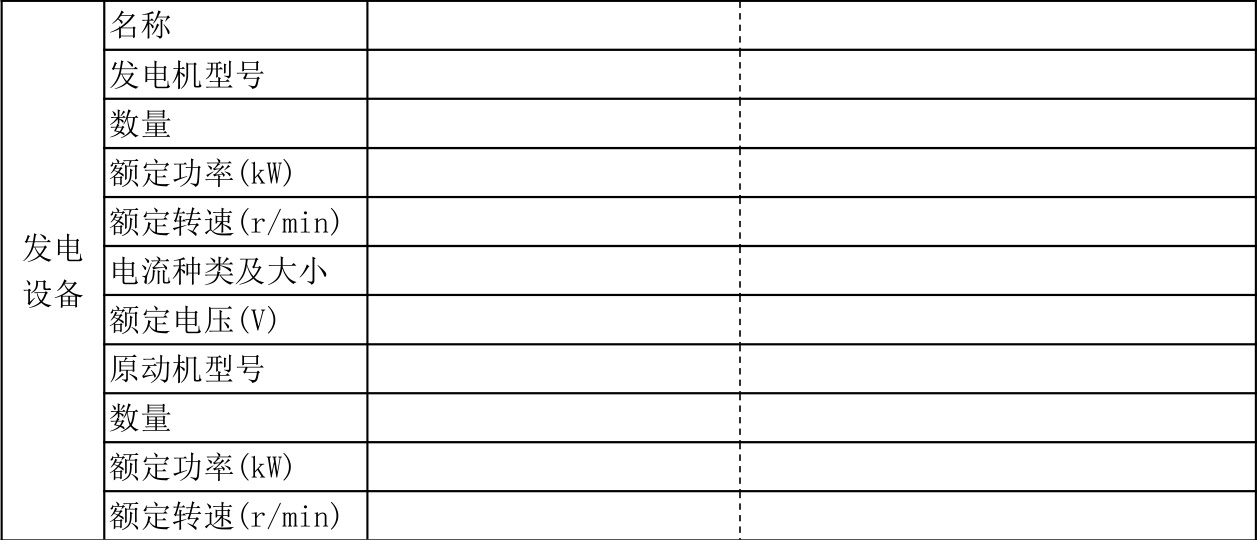 发电
设备
名称
发电机型号
数量
额定功率(kW)
额定转速(r/min)
电流种类及大小
额定电压(V)
原动机型号
数量
额定功率(kW)
额定转速(r/min)